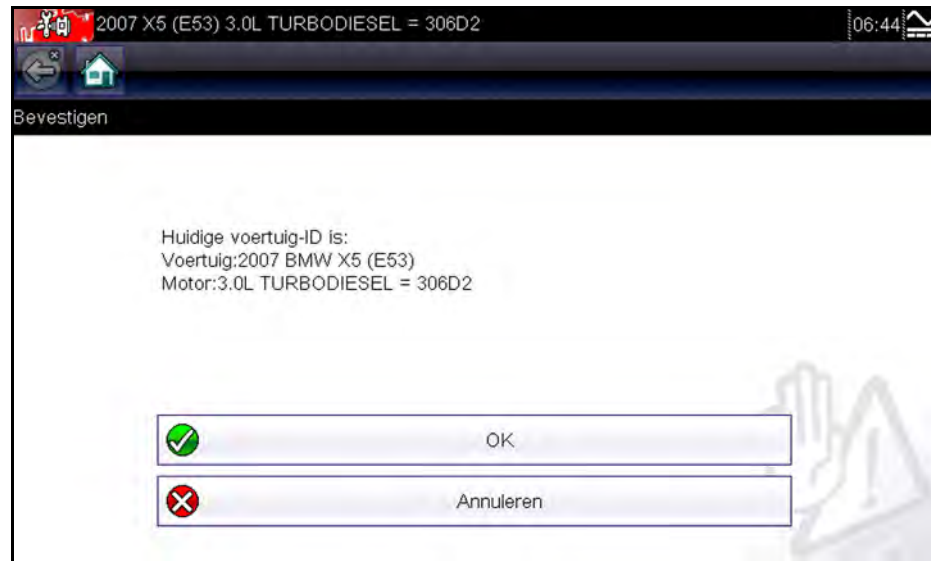 2007 X5 (E53) 3.0L TURBODIESEL = 306D2
06:44
Bevestigen
Huidige voertuig-ID is:
Voertuig:2007 BMW X5 (E53)
Motor:3.0L TURBODIESEL = 306D2
OK
Annuleren